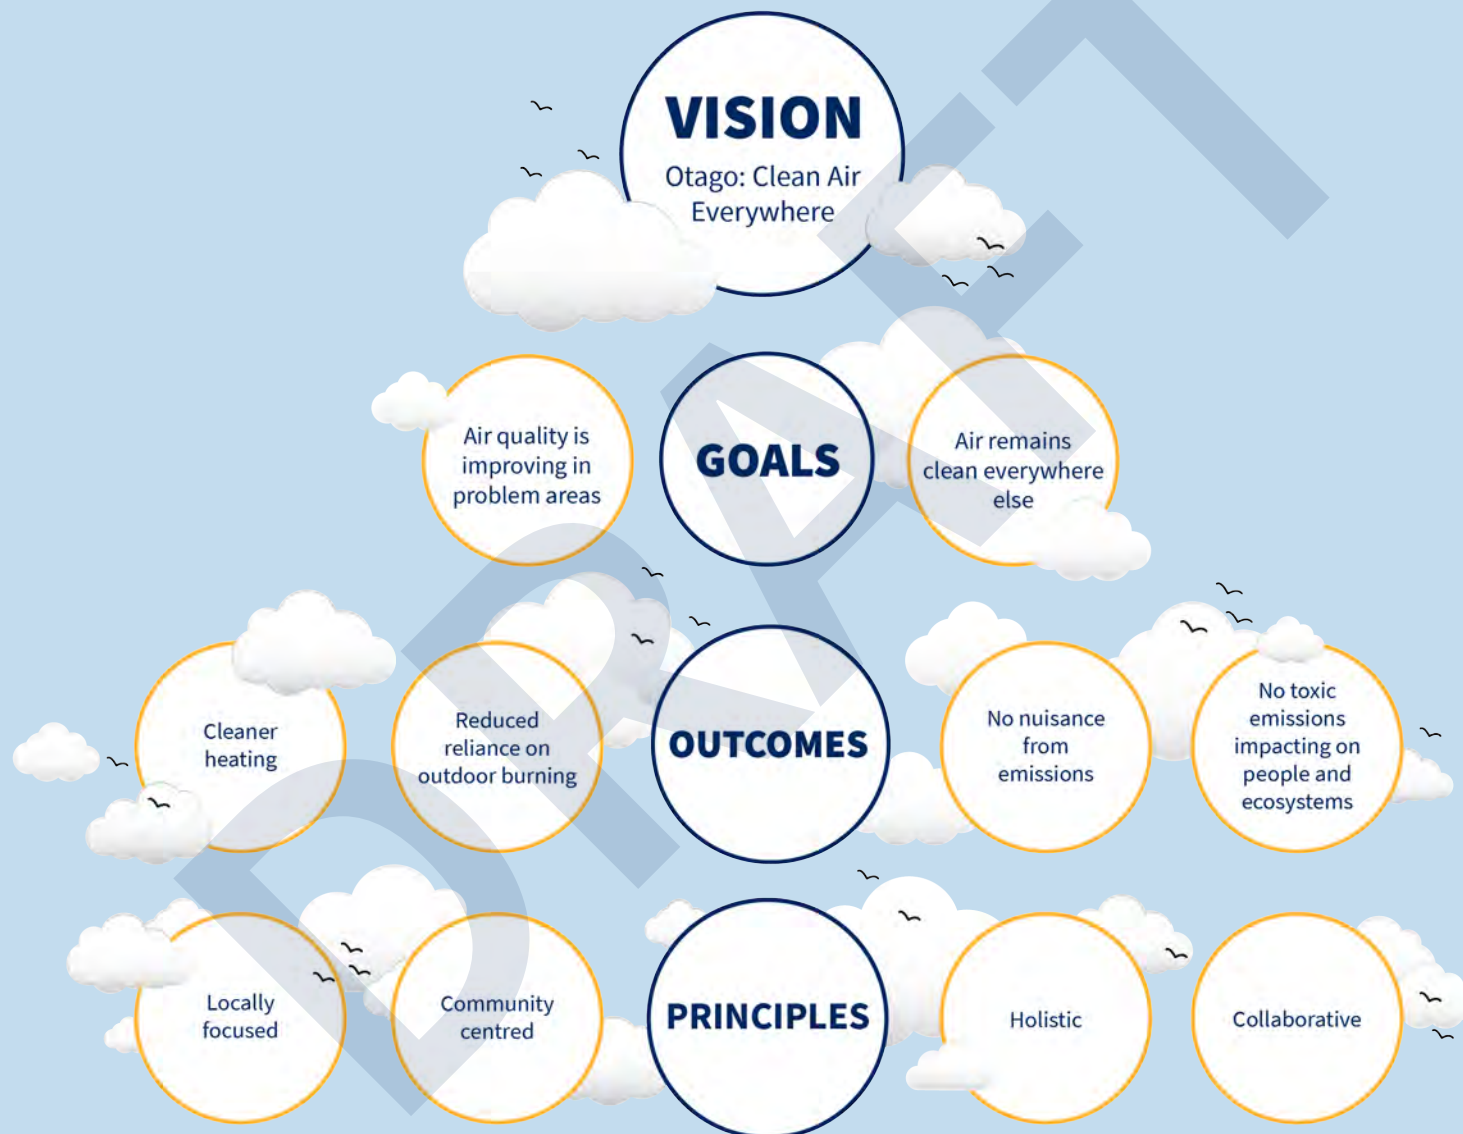 VISION
Otago: Clean Air
Everywhere
Air quality is
improving in
problem areas
GOALS
Air remains
clean everywhere
else
Cleaner
heating
Reduced
reliance on
outdoor burning
OUTCOMES
No nuisance
from
emissions
No toxic
emissions
impacting on
people and
ecosystems
Locally
focused
Community
centred
PRINCIPLES
Holistic
Collaborative
DRAFT